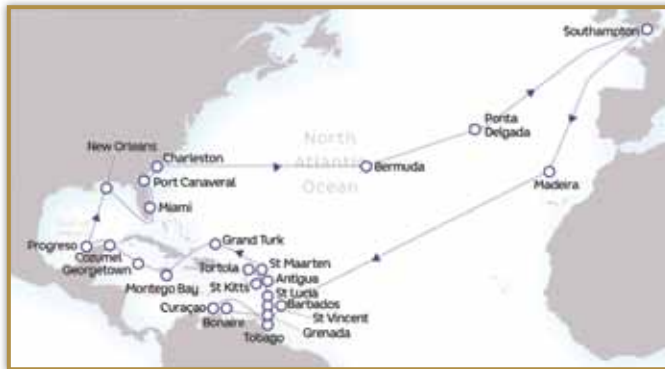 Southampton
North
Atlantic
Ocean
Ponta
Delgada
New Orleans
Charleston
Bermuda
Port Canaveral
Madeira
Miami
Progreso
Cozumel
Georgetown
Grand Turk
Montego Bay
Tortola
St Maarten
St Kitts
Antigua
St Lucia
Barbados
Curaçao
Bonaire
St Vincent
Grenada
Tobago